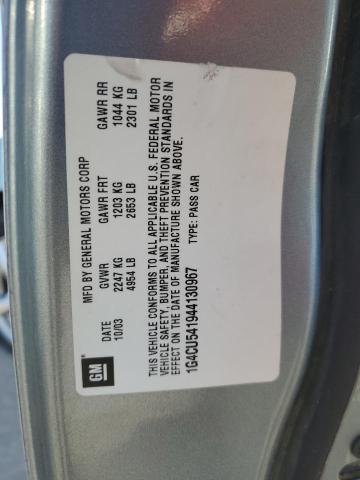 GM
MFD BY GENERAL MOTORS CORP
DATE GVWR GAWR FRT GAWR RR
10/03 2247 KG 1203 KG 1044 KG
4954 LB 2653 LB 2301 LB
THIS VEHICLE CONFORMS TO ALL APPLICABLE U.S. FEDERAL MOTOR
VEHICLE SAFETY, BUMPER, AND THEFT PREVENTION STANDARDS IN
EFFECT ON THE DATE OF MANUFACTURE SHOWN ABOVE.
1G4CU541944130967 TYPE: PASS CAR